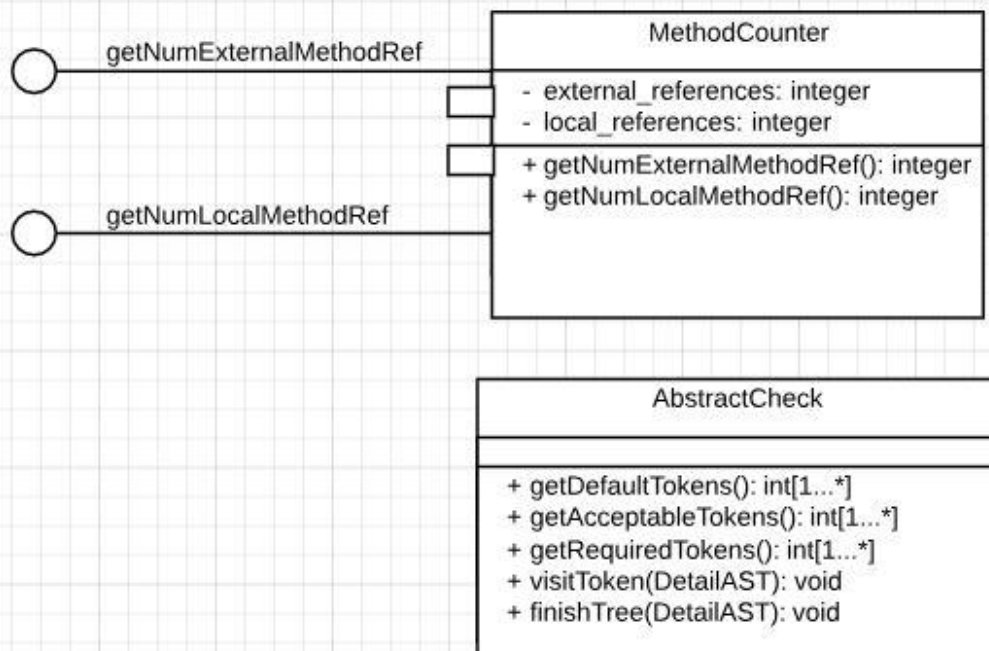 getNumExternalMethodRef
MethodCounter
- external_references: integer
- local_references: integer
+ getNumExternalMethodRef(): integer
+ getNumLocalMethodRef(): integer
getNumLocalMethodRef
AbstractCheck
+ getDefaultTokens(): int[1...*]
+ getAcceptableTokens(): int[1...*]
+ getRequiredTokens(): int[1...*]
+ visitToken(DetailAST): void
+ finishTree(DetailAST): void